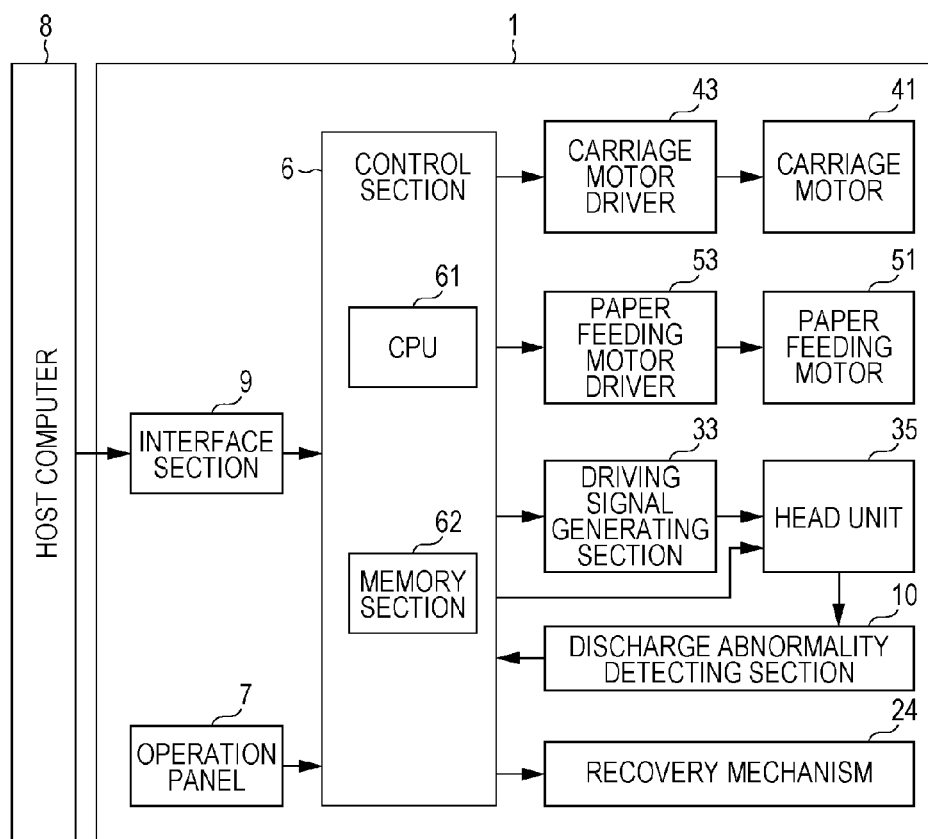 8
1
HOST COMPUTER
6
CONTROL
SECTION
43
CARRIAGE
MOTOR
DRIVER
41
CARRIAGE
MOTOR
61
CPU
53
PAPER
FEEDING
MOTOR
DRIVER
51
PAPER
FEEDING
MOTOR
9
INTERFACE
SECTION
33
DRIVING
SIGNAL
GENERATING
SECTION
35
HEAD UNIT
62
MEMORY
SECTION
10
DISCHARGE ABNORMALITY
DETECTING SECTION
7
OPERATION
PANEL
24
RECOVERY MECHANISM